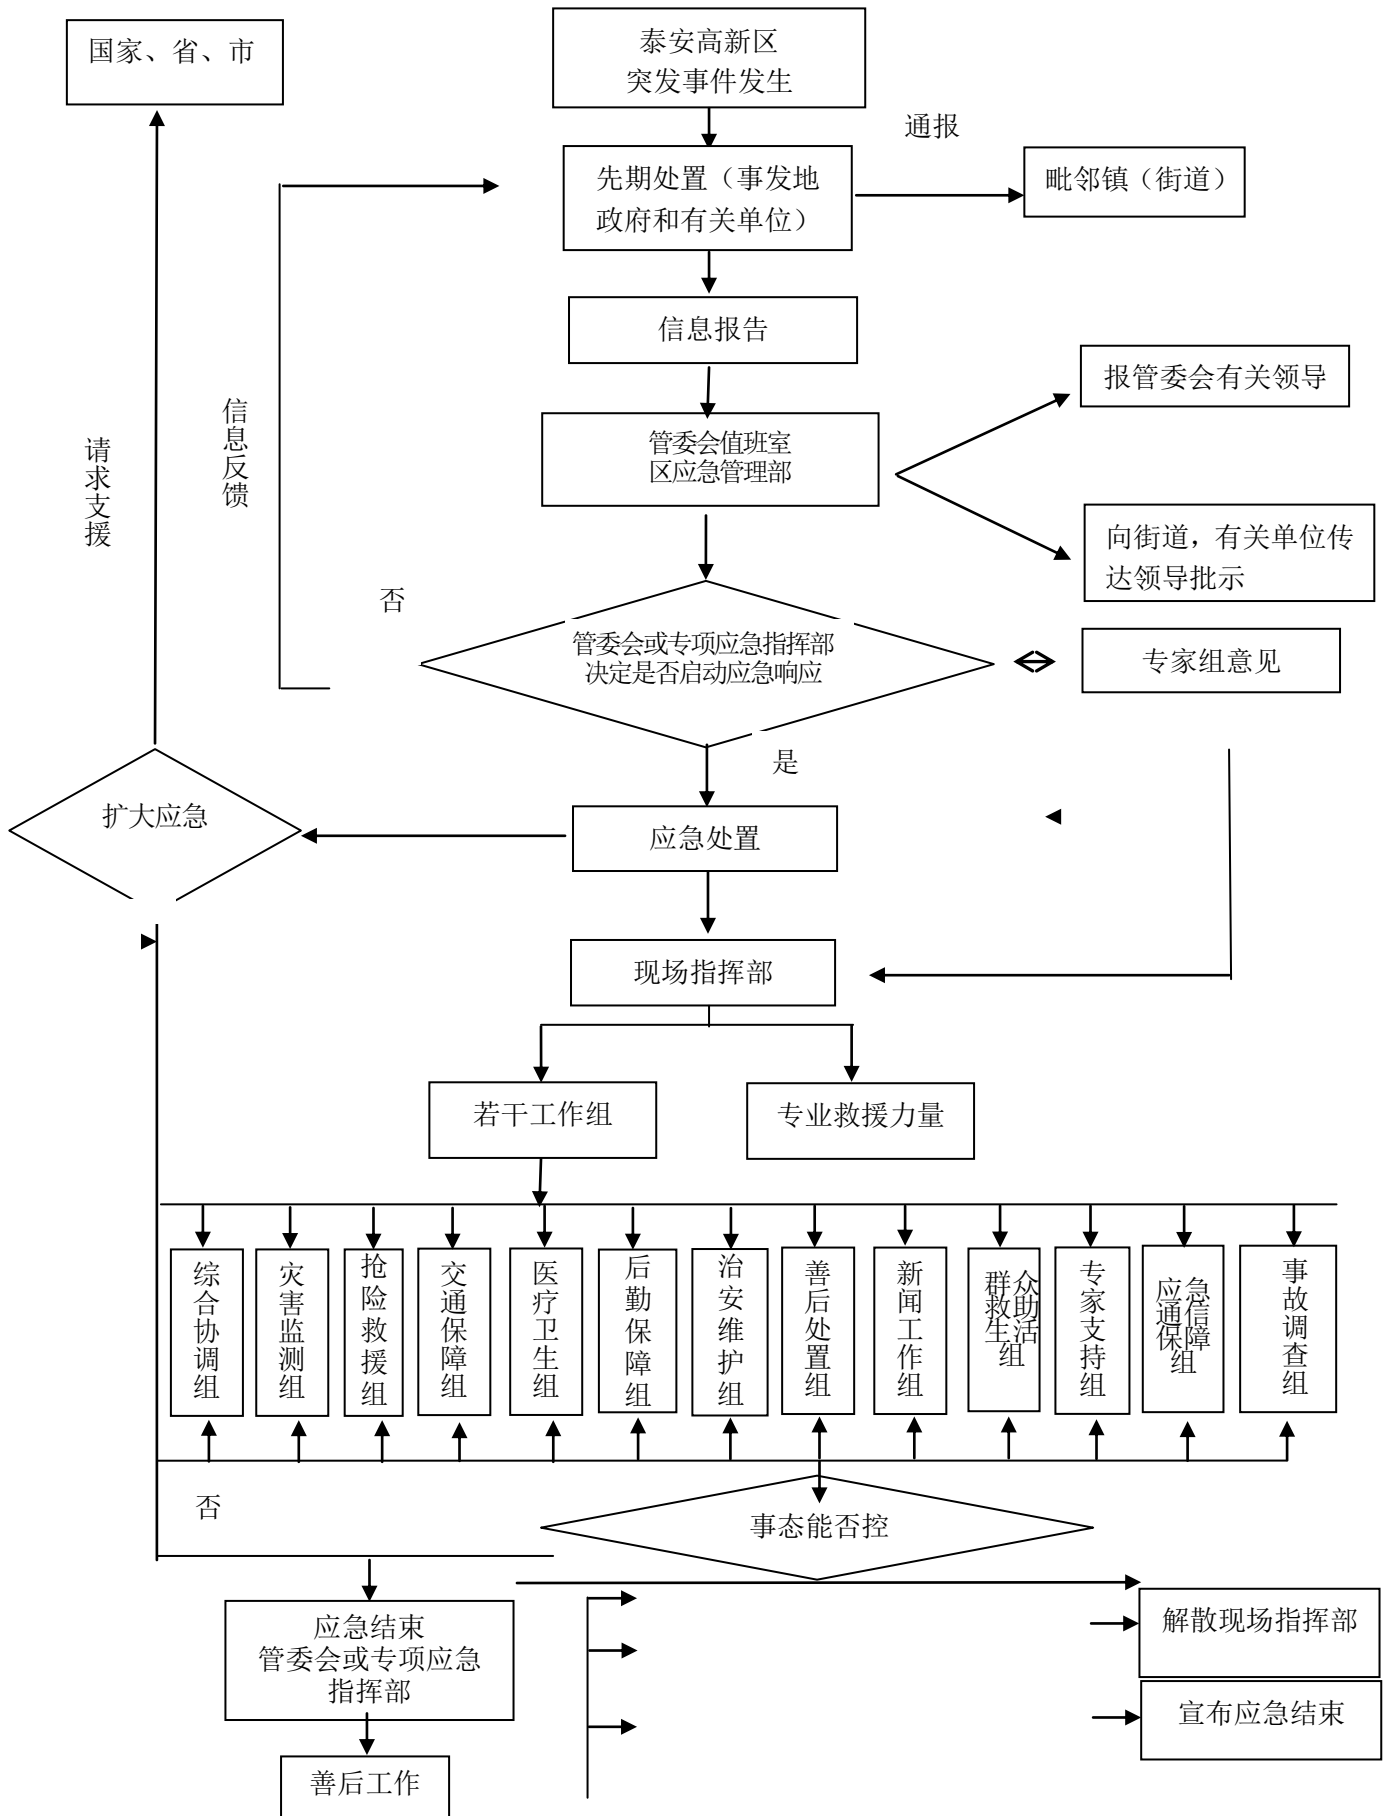 国家、省、市
泰安高新区
突发事件发生
通报
先期处置（事发地
政府和有关单位）
毗邻镇（街道）
信息报告
报管委会有关领导
信息反馈
请求支援
管委会值班室
区应急管理部
向街道，有关单位传
达领导批示
否
管委会或专项应急指挥部
决定是否启动应急响应
专家组意见
是
扩大应急
应急处置
现场指挥部
若干工作组
专业救援力量
综合协调组
灾害监测组
抢险救援组
交通保障组
医疗卫生组
后勤保障组
治安维护组
善后处置组
新闻工作组
群众
救助
生活
组
专家支持组
应急
通信
保障
组
事故调查组
否
事态能否控
应急结束
管委会或专项应急
指挥部
解散现场指挥部
宣布应急结束
善后工作